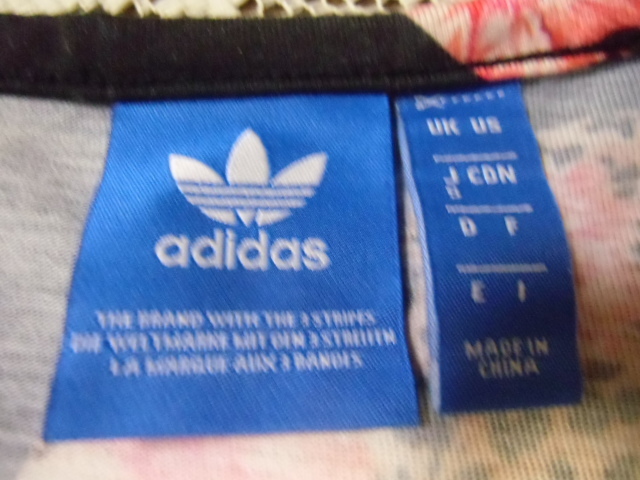 adidas
THE BRAND WITH THE 3 STRIPES
DIE WELTMARKE MIT DEN 3 STREIFEN
LA MARQUE AUX 3 BANDES
UK US
J CDN
D F
E I
MADE IN
CHINA